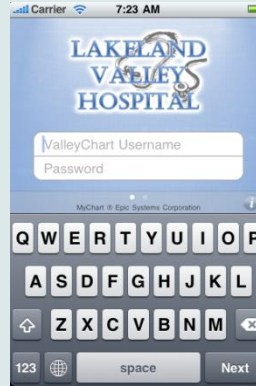 Carrier 7:23 AM
LAKELAND
VALLEY
HOSPITAL
ValleyChart Username
Password
MyChart ® Epic Systems Corporation
i
Q W E R T Y U I O P
A S D F G H J K L
Z X C V B N M
123 space Next